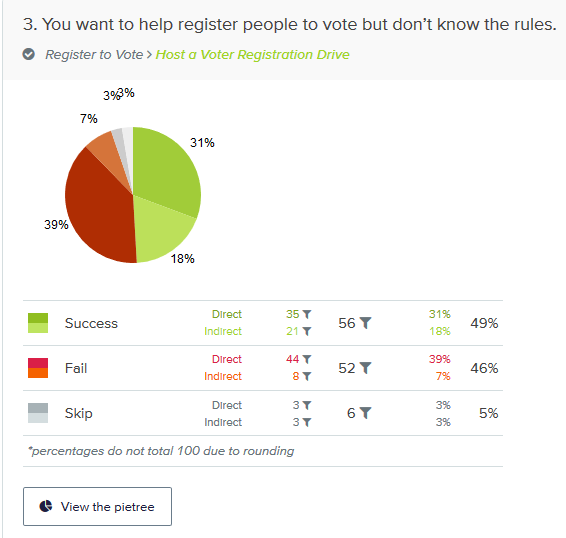 3. You want to help register people to vote but don't know the rules.
Register to Vote > Host a Voter Registration Drive
3% 3%
7%
31%
39%
18%
Direct 35 31%
Success 56 49%
Indirect 21 18%
Direct 44 39%
Fail 52 46%
Indirect 8 7%
Direct 3 3%
Skip 6 5%
Indirect 3 3%
*percentages do not total 100 due to rounding
View the pietree